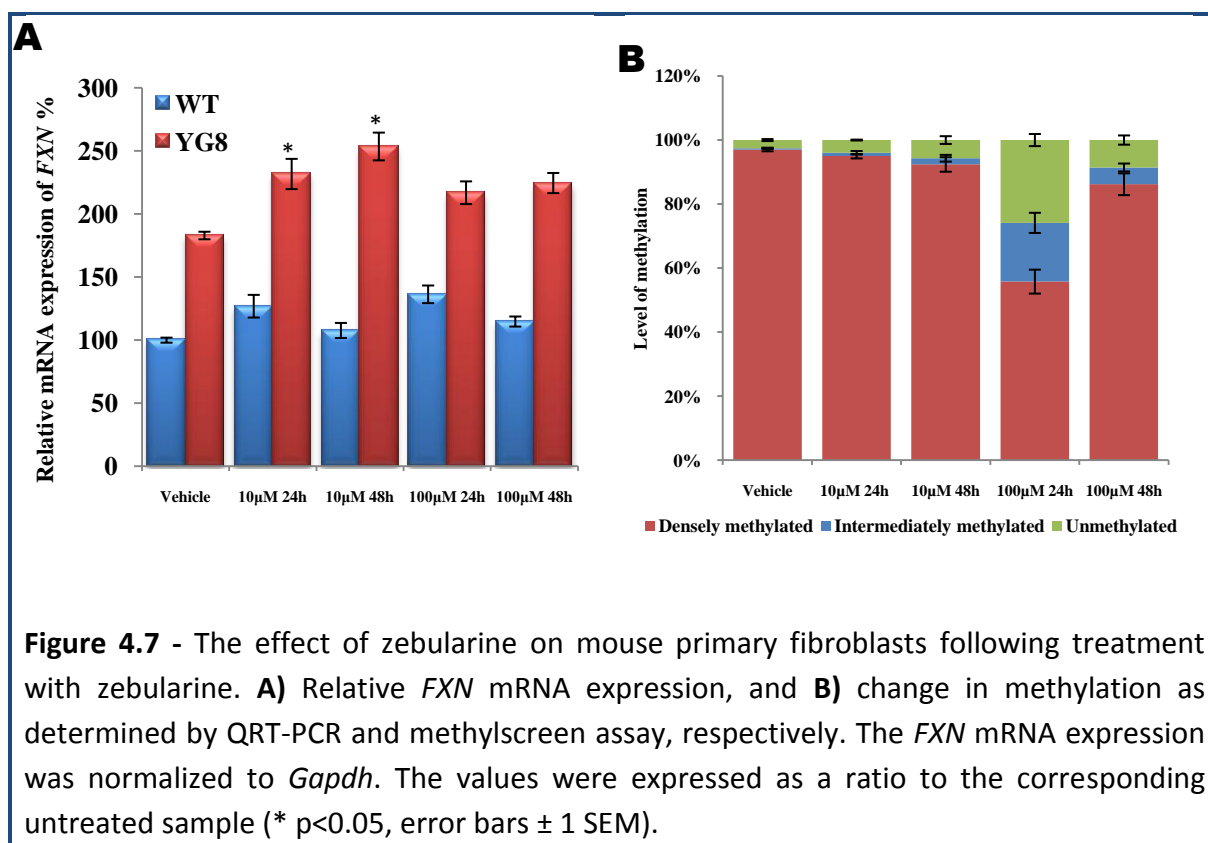 A
Relative mRNA expression of FXN %
300
250
200
150
100
50
0
WT
YG8
*
*
Vehicle
10µM 24h
10µM 48h
100µM 24h
100µM 48h
B
Level of methylation
120%
100%
80%
60%
40%
20%
0%
Vehicle
10µM 24h
10µM 48h
100µM 24h
100µM 48h
Densely methylated
Intermediately methylated
Unmethylated
Figure 4.7 - The effect of zebularine on mouse primary fibroblasts following treatment
with zebularine. A) Relative FXN mRNA expression, and B) change in methylation as
determined by QRT-PCR and methylscreen assay, respectively. The FXN mRNA expression
was normalized to Gapdh. The values were expressed as a ratio to the corresponding
untreated sample (* p<0.05, error bars ± 1 SEM).